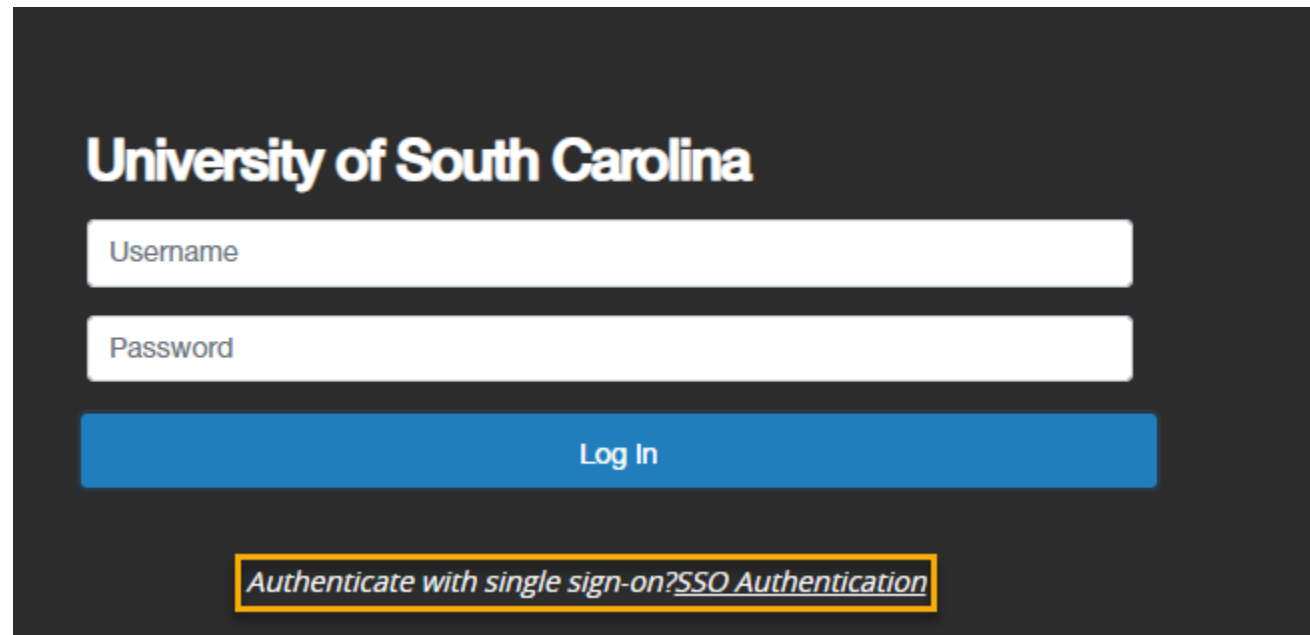 University of South Carolina
Username
Password
Log In
Authenticate with single sign-on?SSO Authentication